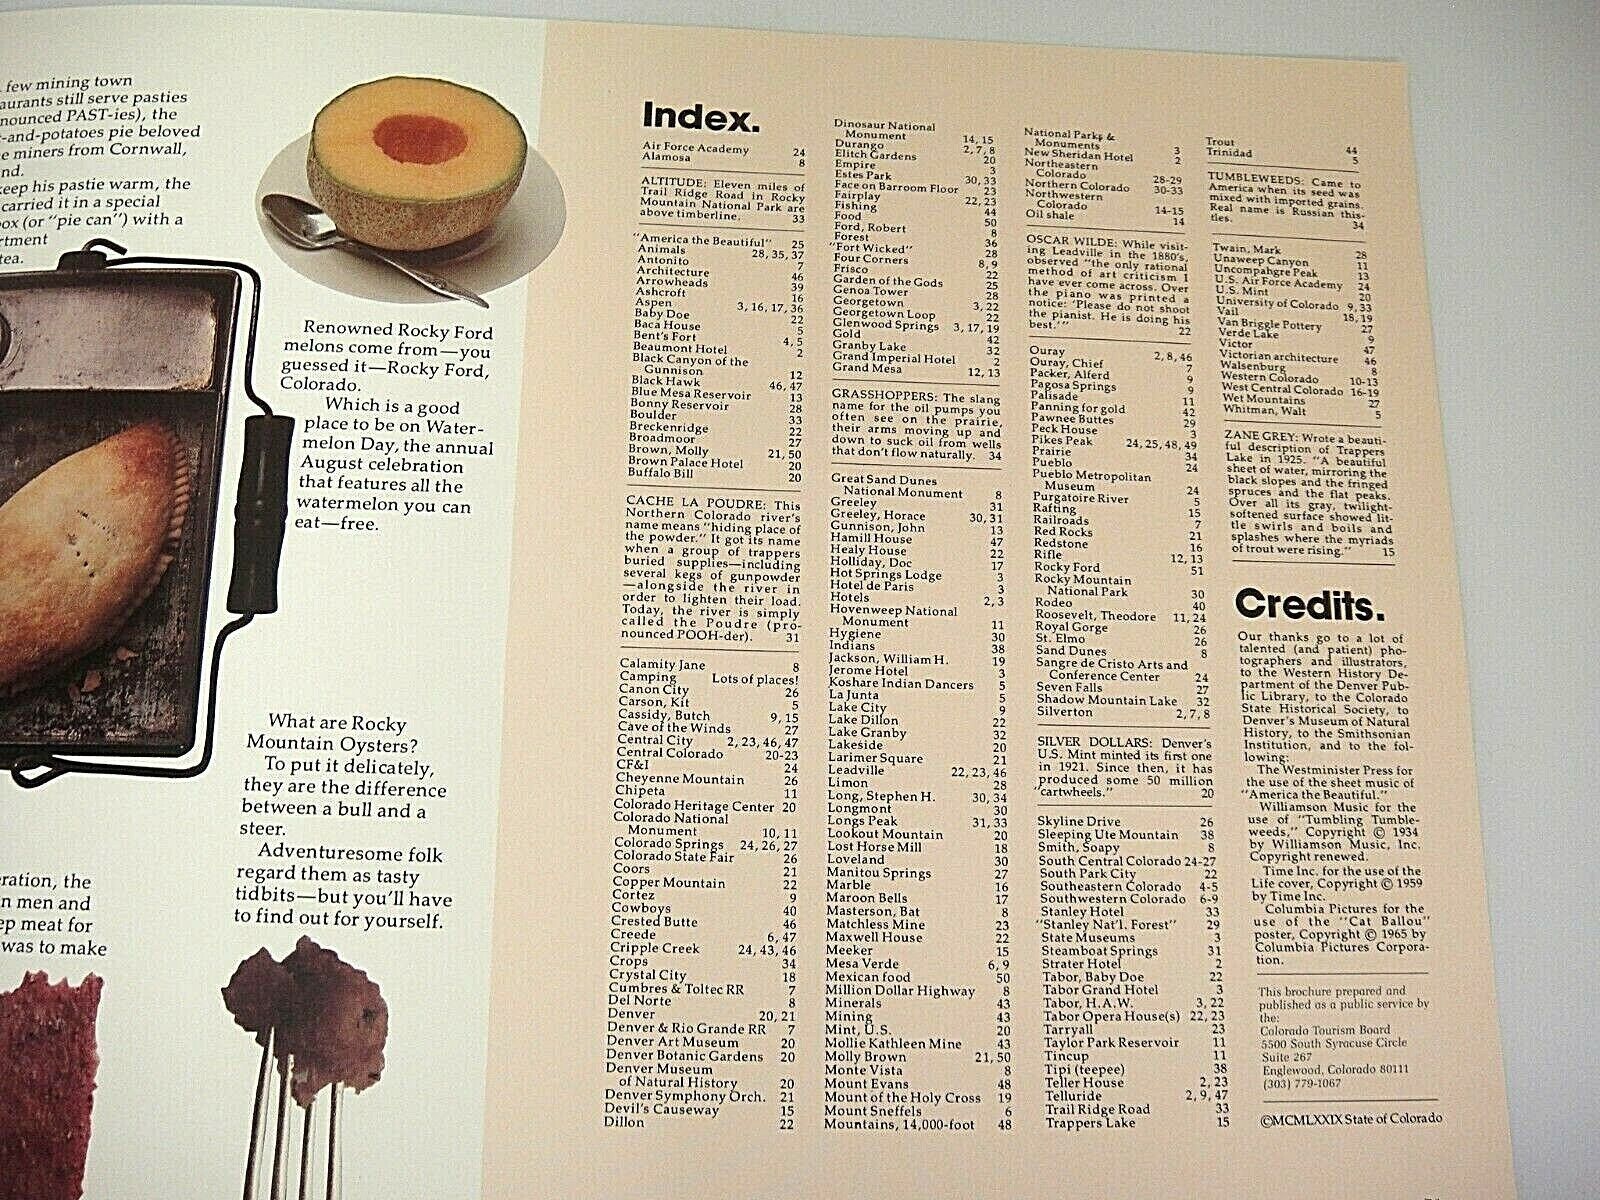 few mining town
aurants still serve pasties
nounced PAST-ies), the
-and-potatoes pie beloved
e miners from Cornwall,
nd.
keep his pastie warm, the
carried it in a special
ox (or "pie can") with a
rtment
tea.
Renowned Rocky Ford
melons come from—you
guessed it—Rocky Ford,
Colorado.
Which is a good
place to be on Water-
melon Day, the annual
August celebration
that features all the
watermelon you can
eat—free.
What are Rocky
Mountain Oysters?
To put it delicately,
they are the difference
between a bull and a
steer.
Adventuresome folk
regard them as tasty
tidbits—but you'll have
to find out for yourself.
eration, the
n men and
ep meat for
was to make
Index.
Air Force Academy 24
Alamosa 8
ALTITUDE: Eleven miles of
Trail Ridge Road in Rocky
Mountain National Park are
above timberline. 33
"America the Beautiful" 25
Animals 28, 35, 37
Antonito 7
Architecture 46
Arrowheads 39
Ashcroft 16
Aspen 3, 16, 17, 36
Baby Doe 22
Baca House 5
Bent's Fort 4, 5
Beaumont Hotel 2
Black Canyon of the
Gunnison 12
Black Hawk 46, 47
Blue Mesa Reservoir 13
Bonny Reservoir 28
Boulder 33
Breckenridge 22
Broadmoor 27
Brown, Molly 21, 50
Brown Palace Hotel 20
Buffalo Bill 20
CACHE LA POUDRE: This
Northern Colorado river's
name means "hiding place of
the powder." It got its name
when a group of trappers
buried supplies—including
several kegs of gunpowder
—alongside the river in
order to lighten their load.
Today, the river is simply
called the Poudre (pro-
nounced POOH-der). 31
Calamity Jane 8
Camping Lots of places!
Canon City 26
Carson, Kit 5
Cassidy, Butch 9, 15
Cave of the Winds 27
Central City 2, 23, 46, 47
Central Colorado 20-23
CF&I 24
Cheyenne Mountain 26
Chipeta 11
Colorado Heritage Center 20
Colorado National
Monument 10, 11
Colorado Springs 24, 26, 27
Colorado State Fair 26
Coors 21
Copper Mountain 22
Cortez 9
Cowboys 40
Crested Butte 46
Creede 6, 47
Cripple Creek 24, 43, 46
Crops 34
Crystal City 18
Cumbres & Toltec RR 7
Del Norte 8
Denver 20, 21
Denver & Rio Grande RR 7
Denver Art Museum 20
Denver Botanic Gardens 20
Denver Museum
of Natural History 20
Denver Symphony Orch. 21
Devil's Causeway 15
Dillon 22
Dinosaur National
Monument 14, 15
Durango 2, 7, 8
Elitch Gardens 20
Empire 3
Estes Park 30, 33
Face on Barroom Floor 23
Fairplay 22, 23
Fishing 44
Food 50
Ford, Robert 8
Forest 36
"Fort Wicked" 28
Four Corners 8, 9
Frisco 22
Garden of the Gods 25
Genoa Tower 28
Georgetown 3, 22
Georgetown Loop 22
Glenwood Springs 3, 17, 19
Gold 42
Granby Lake 32
Grand Imperial Hotel 2
Grand Mesa 12, 13
GRASSHOPPERS: The slang
name for the oil pumps you
often see on the prairie,
their arms moving up and
down to suck oil from wells
that don't flow naturally. 34
Great Sand Dunes
National Monument 8
Greeley 31
Greeley, Horace 30, 31
Gunnison, John 13
Hamill House 47
Healy House 22
Holliday, Doc 17
Hot Springs Lodge 3
Hotel de Paris 3
Hotels 2, 3
Hovenweep National
Monument 11
Hygiene 30
Indians 38
Jackson, William H. 19
Jerome Hotel 3
Koshare Indian Dancers 5
La Junta 5
Lake City 9
Lake Dillon 22
Lake Granby 32
Lakeside 20
Larimer Square 21
Leadville 22, 23, 46
Limon 28
Long, Stephen H. 30, 34
Longmont 30
Longs Peak 31, 33
Lookout Mountain 20
Lost Horse Mill 18
Loveland 30
Manitou Springs 27
Marble 16
Maroon Bells 17
Masterson, Bat 8
Matchless Mine 23
Maxwell House 22
Meeker 15
Mesa Verde 6, 9
Mexican food 50
Million Dollar Highway 8
Minerals 43
Mining 43
Mint, U.S. 20
Mollie Kathleen Mine 43
Molly Brown 21, 50
Monte Vista 8
Mount Evans 48
Mount of the Holy Cross 19
Mount Sneffels 6
Mountains, 14,000-foot 48
National Parks &
Monuments 3
New Sheridan Hotel 2
Northeastern
Colorado 28-29
Northern Colorado 30-33
Northwestern
Colorado 14-15
Oil shale 14
OSCAR WILDE: While visit-
ing Leadville in the 1880's,
observed "the only rational
method of art criticism I
have ever come across. Over
the piano was printed a
notice: 'Please do not shoot
the pianist. He is doing his
best.'" 22
Ouray 2, 8, 46
Ouray, Chief 7
Packer, Alferd 9
Pagosa Springs 9
Palisade 11
Panning for gold 42
Pawnee Buttes 29
Peck House 3
Pikes Peak 24, 25, 48, 49
Prairie 34
Pueblo 24
Pueblo Metropolitan
Museum 24
Purgatoire River 5
Rafting 15
Railroads 7
Red Rocks 21
Redstone 16
Rifle 12, 13
Rocky Ford 51
Rocky Mountain
National Park 30
Rodeo 40
Roosevelt, Theodore 11, 24
Royal Gorge 26
St. Elmo 26
Sand Dunes 8
Sangre de Cristo Arts and
Conference Center 24
Seven Falls 27
Shadow Mountain Lake 32
Silverton 2, 7, 8
SILVER DOLLARS: Denver's
U.S. Mint minted its first one
in 1921. Since then, it has
produced some 50 million
"cartwheels." 20
Skyline Drive 26
Sleeping Ute Mountain 38
Smith, Soapy 8
South Central Colorado 24-27
South Park City 22
Southeastern Colorado 4-5
Southwestern Colorado 6-9
Stanley Hotel 33
"Stanley Nat'l. Forest" 29
State Museums 3
Steamboat Springs 31
Strater Hotel 2
Tabor, Baby Doe 22
Tabor Grand Hotel 3
Tabor, H.A.W. 3, 22
Tabor Opera House(s) 22, 23
Tarryall 23
Taylor Park Reservoir 11
Tincup 11
Tipi (teepee) 38
Teller House 2, 23
Telluride 2, 9, 47
Trail Ridge Road 33
Trappers Lake 15
Trout 44
Trinidad 5
TUMBLEWEEDS: Came to
America when its seed was
mixed with imported grains.
Real name is Russian this-
tles. 34
Twain, Mark 28
Unaweep Canyon 11
Uncompahgre Peak 13
U.S. Air Force Academy 24
U.S. Mint 20
University of Colorado 9, 33
Vail 18, 19
Van Briggle Pottery 27
Verde Lake 9
Victor 47
Victorian architecture 46
Walsenburg 8
Western Colorado 10-13
West Central Colorado 16-19
Wet Mountains 27
Whitman, Walt 5
ZANE GREY: Wrote a beauti-
ful description of Trappers
Lake in 1925. "A beautiful
sheet of water, mirroring the
black slopes and the fringed
spruces and the flat peaks.
Over all its gray, twilight-
softened surface showed lit-
tle swirls and boils and
splashes where the myriads
of trout were rising." 15
Credits.
Our thanks go to a lot of
talented (and patient) pho-
tographers and illustrators,
to the Western History De-
partment of the Denver Pub-
lic Library, to the Colorado
State Historical Society, to
Denver's Museum of Natural
History, to the Smithsonian
Institution, and to the fol-
lowing:
The Westminister Press for
the use of the sheet music of
"America the Beautiful."
Williamson Music for the
use of "Tumbling Tumble-
weeds," Copyright © 1934
by Williamson Music, Inc.
Copyright renewed.
Time Inc. for the use of the
Life cover, Copyright © 1959
by Time Inc.
Columbia Pictures for the
use of the "Cat Ballou"
poster, Copyright © 1965 by
Columbia Pictures Corpora-
tion.
This brochure prepared and
published as a public service by
the:
Colorado Tourism Board
5500 South Syracuse Circle
Suite 267
Englewood, Colorado 80111
(303) 779-1067
©MCMLXXIX State of Colorado